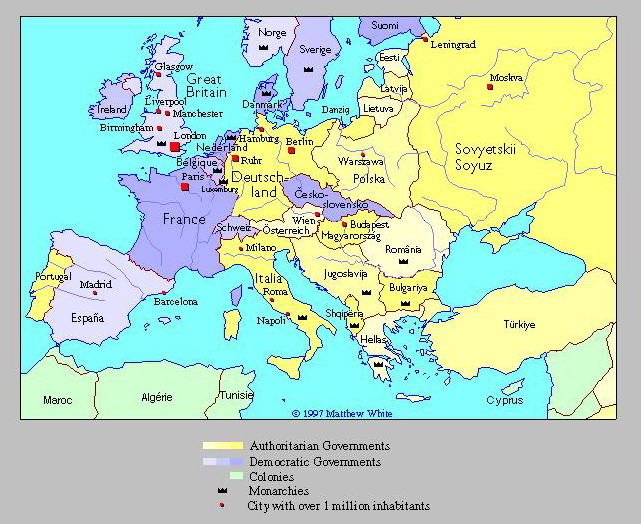 Norge
Sverige
Suomi
Leningrad
Eesti
Moskva
Glasgow
Great
Britain
Latvija
Ireland
Liverpool
Manchester
Danmark
Danzig
Lietuva
Birmingham
London
Nederland
Hamburg
Berlin
Sovyetskii
Soyuz
Belgique
Ruhr
Warszawa
Polska
Paris
Luxemburg
Deutsch-
land
Česko-
slovensko
France
Schweiz
Wien
Österreich
Budapest
Magyarország
Milano
România
Portugal
Madrid
Italia
Roma
Jugoslavija
Bulgariya
Barcelona
España
Napoli
Shqipëra
Türkiye
Hellas
Maroc
Algérie
Tunisie
Cyprus
© 1997 Matthew White
Authoritarian Governments
Democratic Governments
Colonies
Monarchies
City with over 1 million inhabitants